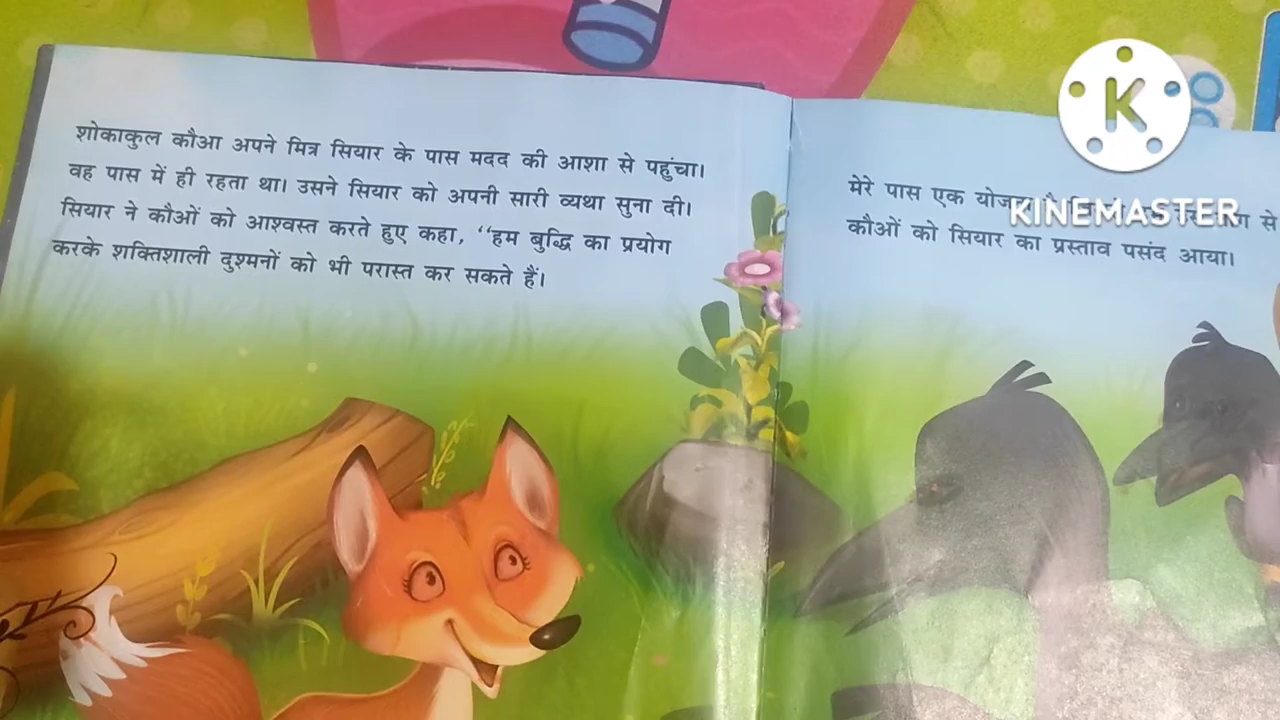 शोकाकुल कौआ अपने मित्र सियार के पास मदद की आशा से पहुंचा।
वह पास में ही रहता था। उसने सियार को अपनी सारी व्यथा सुना दी।
सियार ने कौओं को आश्वस्त करते हुए कहा, “हम बुद्धि का प्रयोग
करके शक्तिशाली दुश्मनों को भी परास्त कर सकते हैं।
मेरे पास एक से
कौओं को सियार का प्रस्ताव पसंद आया।
K
KINEMASTER